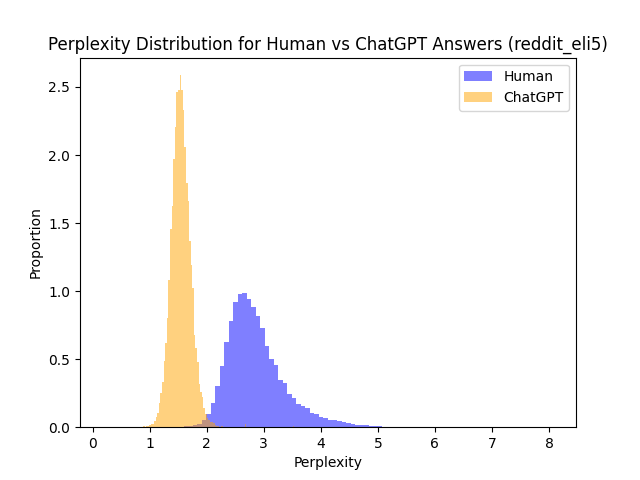 Perplexity Distribution for Human vs ChatGPT Answers (reddit_eli5)
Human
ChatGPT
Proportion
2.5
2.0
1.5
1.0
0.5
0.0
0 1 2 3 4 5 6 7 8
Perplexity